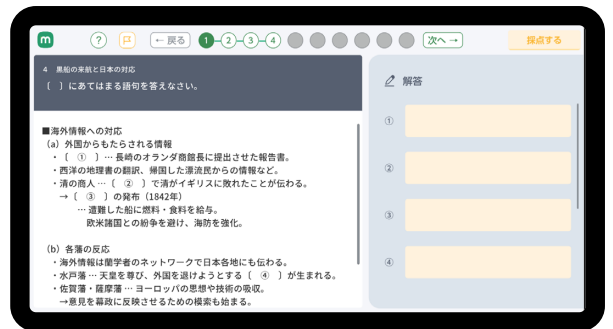 m
?
← 戻る
1
2
3
4
次へ →
採点する
4 黒船の来航と日本の対応
〔 〕にあてはまる語句を答えなさい。
■海外情報への対応
(a) 外国からもたらされる情報
・〔 ① 〕… 長崎のオランダ商館長に提出させた報告書。
・西洋の地理書の翻訳、帰国した漂流民からの情報など。
・清の商人 …〔 ② 〕で清がイギリスに敗れたことが伝わる。
→〔 ③ 〕の発布（1842年）
… 遭難した船に燃料・食料を給与。
欧米諸国との紛争を避け、海防を強化。
(b) 各藩の反応
・海外情報は蘭学者のネットワークで日本各地にも伝わる。
・水戸藩 … 天皇を尊び、外国を退けようとする〔 ④ 〕が生まれる。
・佐賀藩・薩摩藩 … ヨーロッパの思想や技術の吸収。
→意見を幕政に反映させるための模索も始まる。
解答
①
②
③
④